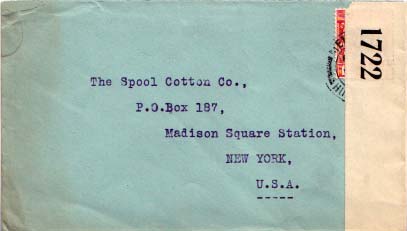 The Spool Cotton Co.,
P.O.Box 187,
Madison Square Station,
NEW YORK,
U.S.A.
1722